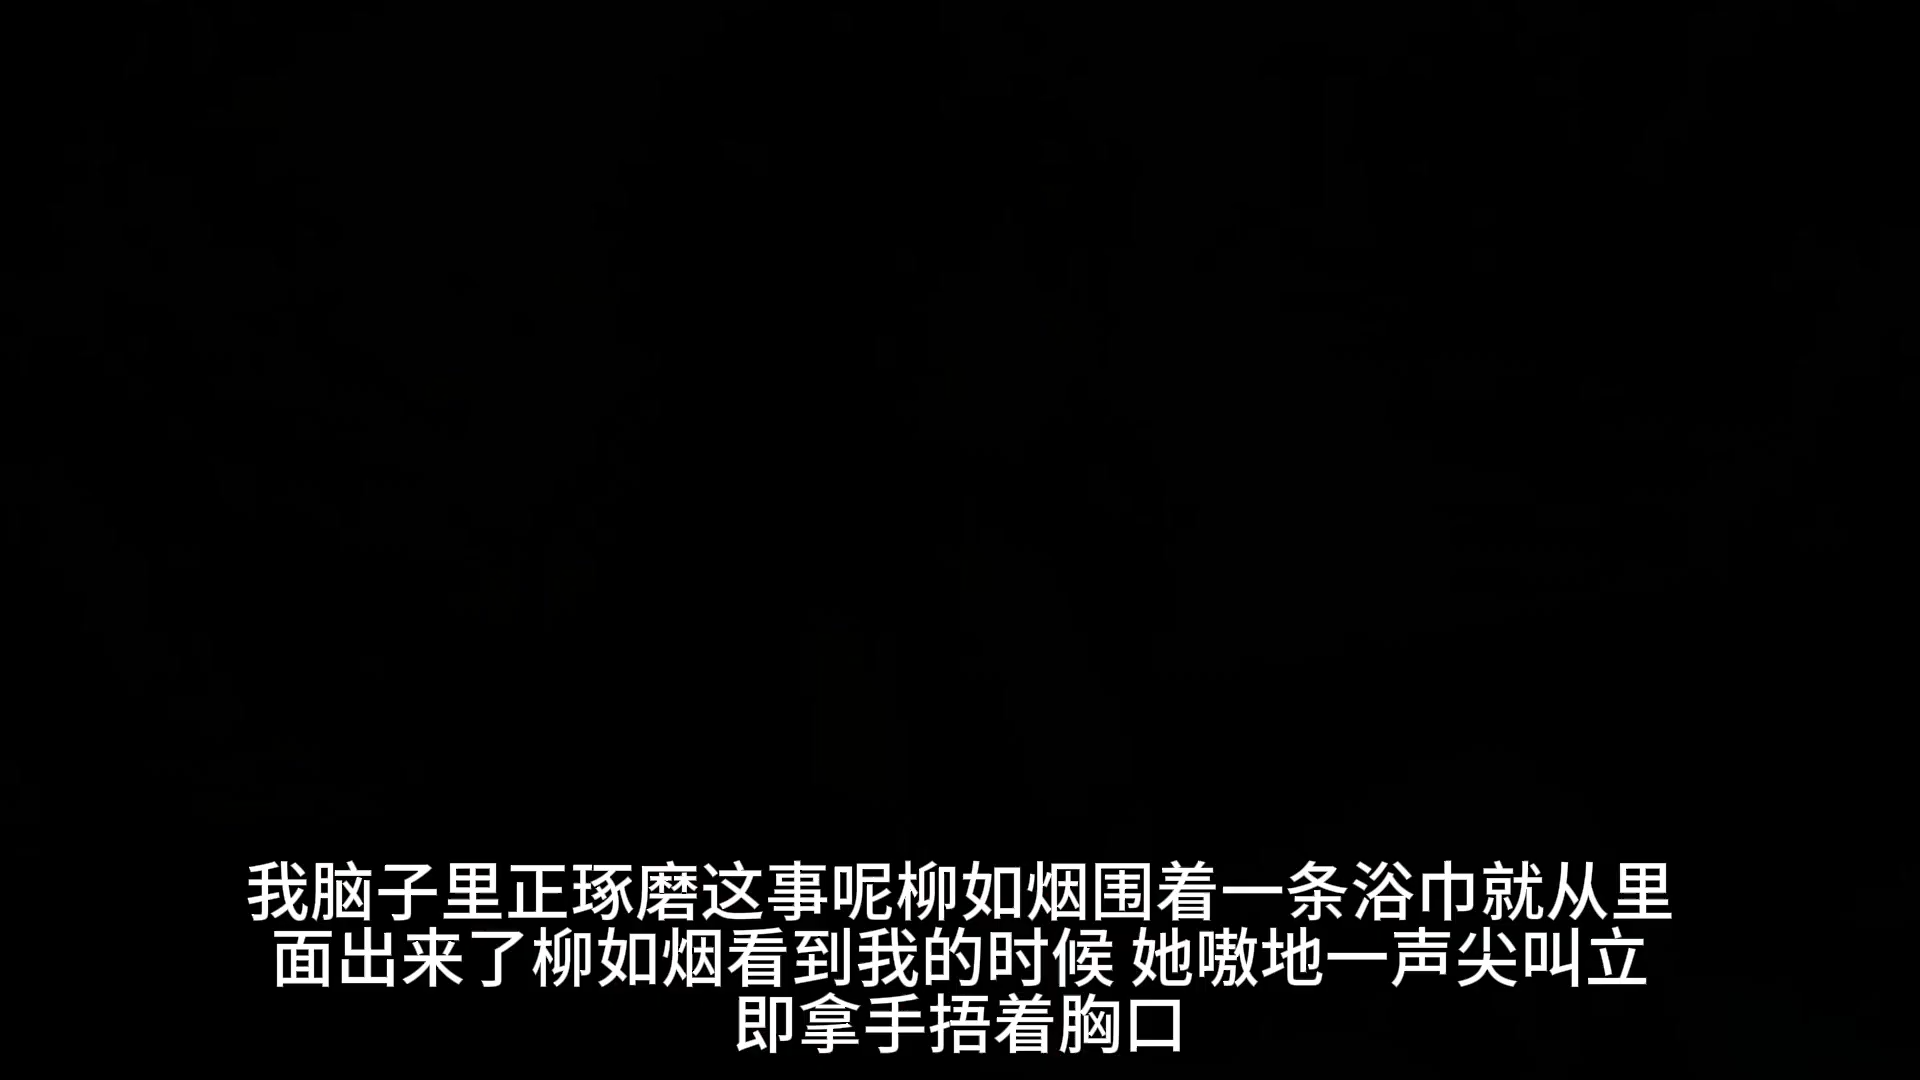 我脑子里正琢磨这事呢柳如烟围着一条浴巾就从里
面出来了柳如烟看到我的时候 她嗷地一声尖叫立
即拿手捂着胸口